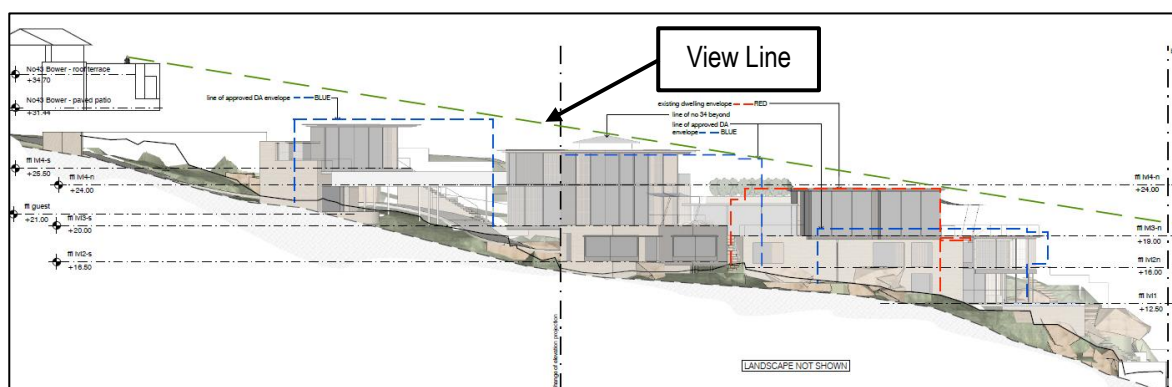 View Line
No43 Bower - roof terrace
+34.70
No43 Bower - paved patio
+31.44
line of approved DA envelope BLUE
existing dwelling envelope RED
line of no 34 beyond
line of approved DA
envelope BLUE
ffl lvl4-s
+25.50
ffl lvl4-n
+24.00
ffl guest
+21.00
ffl lvl3-s
+20.00
ffl lvl2-s
+16.50
ffl lvl4-n
+24.00
ffl lvl3-n
+19.00
ffl lvl2n
+16.00
ffl lvl1
+12.50
change of elevation projection
LANDSCAPE NOT SHOWN